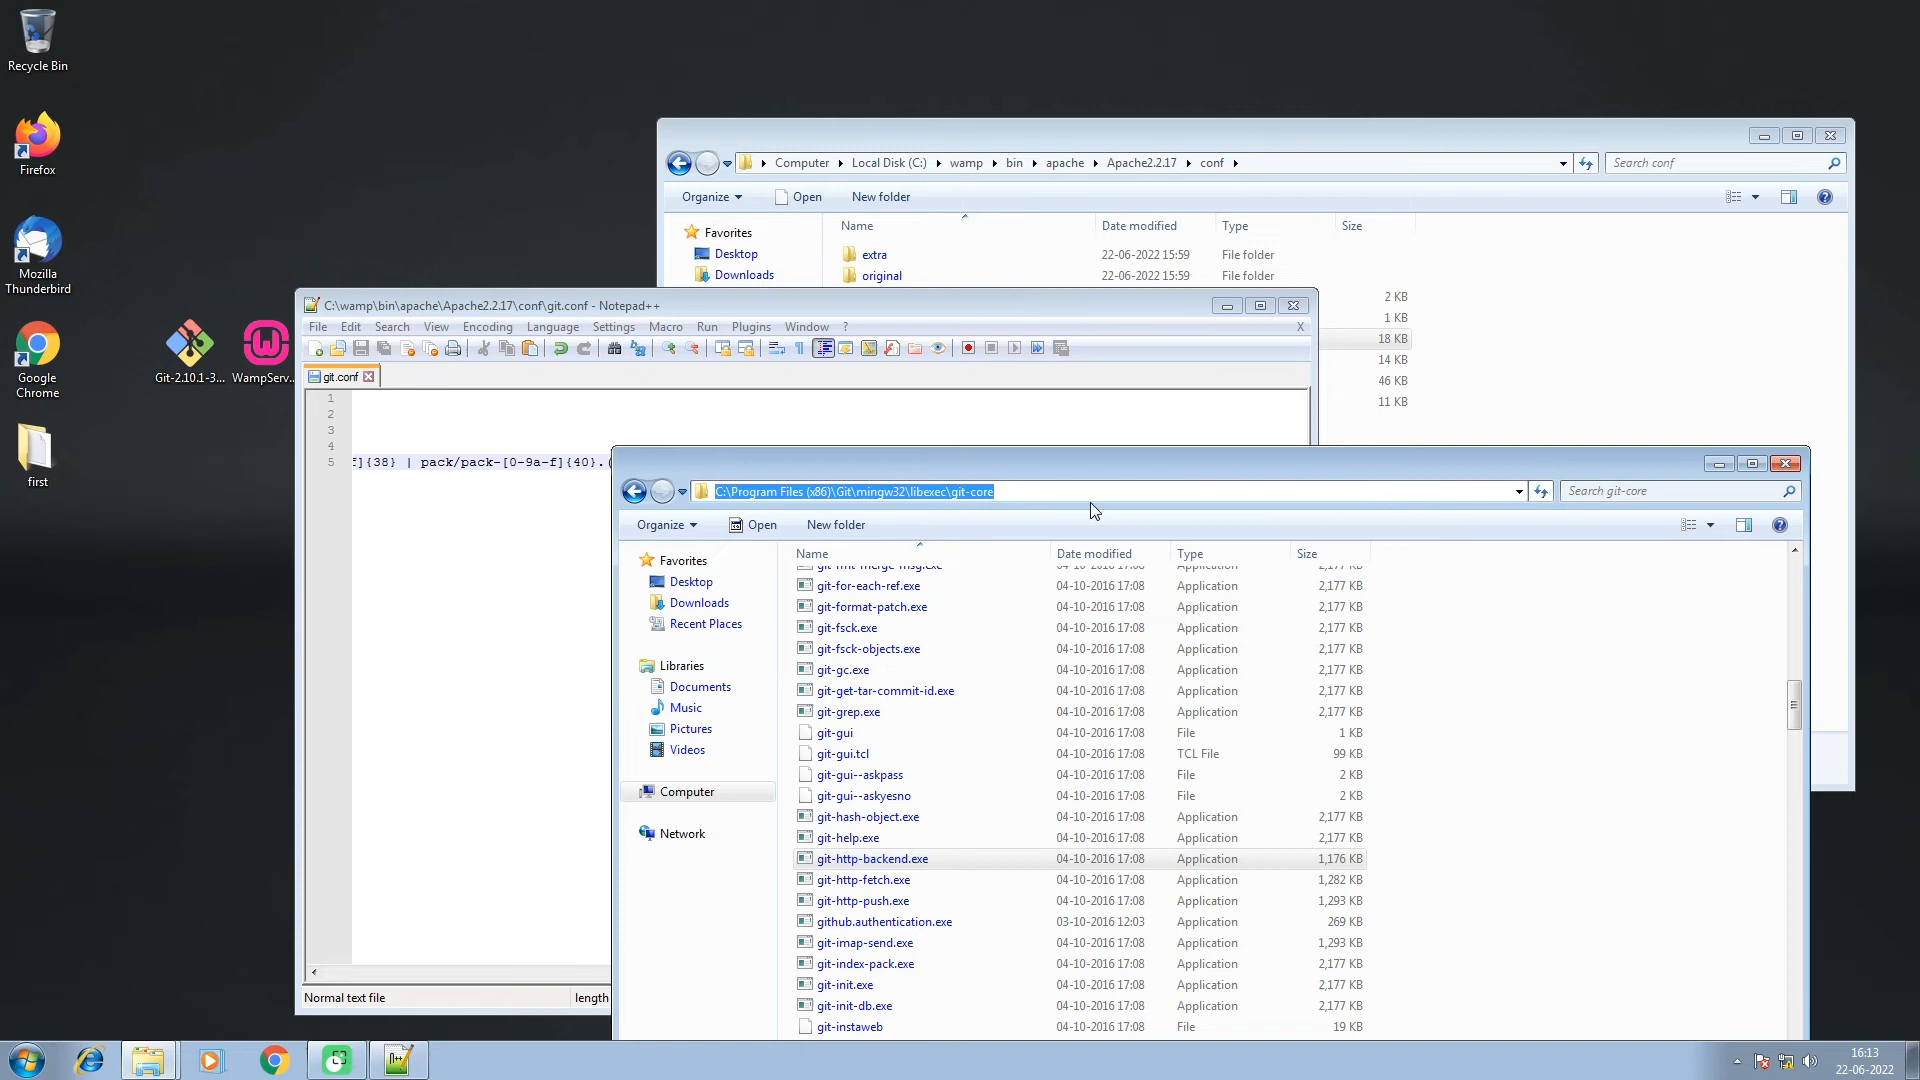 Recycle Bin
Firefox
Mozilla
Thunderbird
Google
Chrome
first
Git-2.10.1-3...
WampServ...
Computer
Local Disk (C:)
wamp
bin
apache
Apache2.2.17
conf
Search conf
Organize
Open
New folder
Name
Date modified
Type
Size
Favorites
Desktop
Downloads
extra
22-06-2022 15:59
File folder
original
22-06-2022 15:59
File folder
2 KB
1 KB
18 KB
14 KB
46 KB
11 KB
C:\wamp\bin\apache\Apache2.2.17\conf\git.conf - Notepad++
File Edit Search View Encoding Language Settings Macro Run Plugins Window ?
X
git.conf
1
2
3
4
5 f]{38} | pack/pack-[0-9a-f]{40}.(
Normal text file
length
C:\Program Files (x86)\Git\mingw32\libexec\git-core
Search git-core
Organize
Open
New folder
Favorites
Desktop
Downloads
Recent Places
Libraries
Documents
Music
Pictures
Videos
Computer
Network
Name Date modified Type Size
git-fmt-merge-msg.exe 04-10-2016 17:08 Application 2,177 KB
git-for-each-ref.exe 04-10-2016 17:08 Application 2,177 KB
git-format-patch.exe 04-10-2016 17:08 Application 2,177 KB
git-fsck.exe 04-10-2016 17:08 Application 2,177 KB
git-fsck-objects.exe 04-10-2016 17:08 Application 2,177 KB
git-gc.exe 04-10-2016 17:08 Application 2,177 KB
git-get-tar-commit-id.exe 04-10-2016 17:08 Application 2,177 KB
git-grep.exe 04-10-2016 17:08 Application 2,177 KB
git-gui 04-10-2016 17:08 File 1 KB
git-gui.tcl 04-10-2016 17:08 TCL File 99 KB
git-gui--askpass 04-10-2016 17:08 File 2 KB
git-gui--askyesno 04-10-2016 17:08 File 2 KB
git-hash-object.exe 04-10-2016 17:08 Application 2,177 KB
git-help.exe 04-10-2016 17:08 Application 2,177 KB
git-http-backend.exe 04-10-2016 17:08 Application 1,176 KB
git-http-fetch.exe 04-10-2016 17:08 Application 1,282 KB
git-http-push.exe 04-10-2016 17:08 Application 1,293 KB
github.authentication.exe 03-10-2016 12:03 Application 269 KB
git-imap-send.exe 04-10-2016 17:08 Application 1,293 KB
git-index-pack.exe 04-10-2016 17:08 Application 2,177 KB
git-init.exe 04-10-2016 17:08 Application 2,177 KB
git-init-db.exe 04-10-2016 17:08 Application 2,177 KB
git-instaweb 04-10-2016 17:08 File 19 KB
16:13
22-06-2022